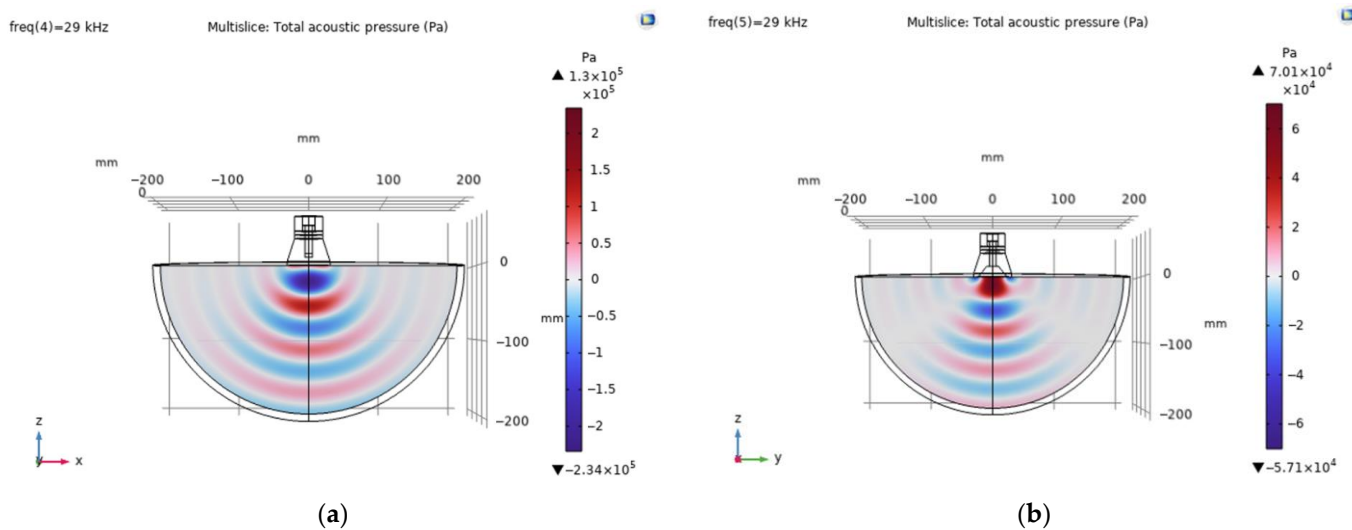 freq(4)=29 kHz Multislice: Total acoustic pressure (Pa)
Pa
▲ 1.3×10⁵
×10⁵
mm
mm
−200 −100 0 100 200
0
2
1.5
1
0.5
0
−0.5
−1
−1.5
−2
▼ −2.34×10⁵
0
mm
−100
−200
z
y x
(a)
freq(5)=29 kHz Multislice: Total acoustic pressure (Pa)
Pa
▲ 7.01×10⁴
×10⁴
mm
mm
−200 −100 0 100 200
0
6
4
2
0
−2
−4
−6
▼ −5.71×10⁴
0
mm
−100
−200
z
y
(b)